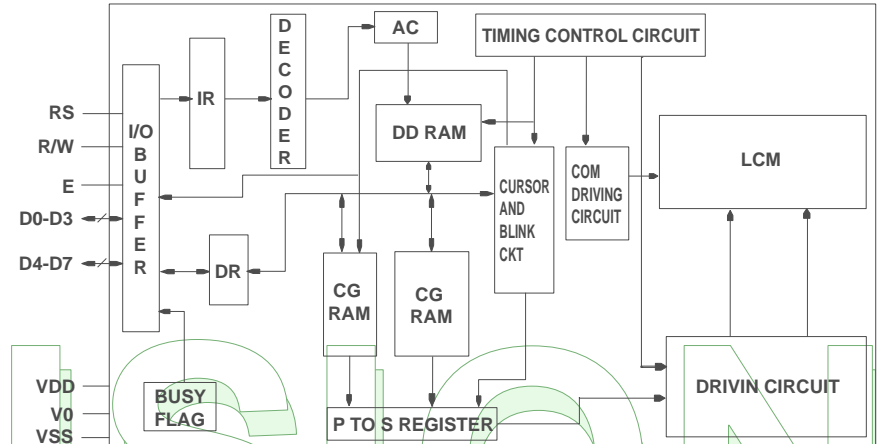 RS
R/W
E
D0-D3
D4-D7
VDD
V0
VSS
I/O
B
U
F
F
E
R
IR
D
E
C
O
D
E
R
AC
TIMING CONTROL CIRCUIT
DD RAM
CURSOR
AND
BLINK
CKT
COM
DRIVING
CIRCUIT
LCM
DR
CG
RAM
CG
RAM
BUSY
FLAG
P TO S REGISTER
DRIVIN CIRCUIT